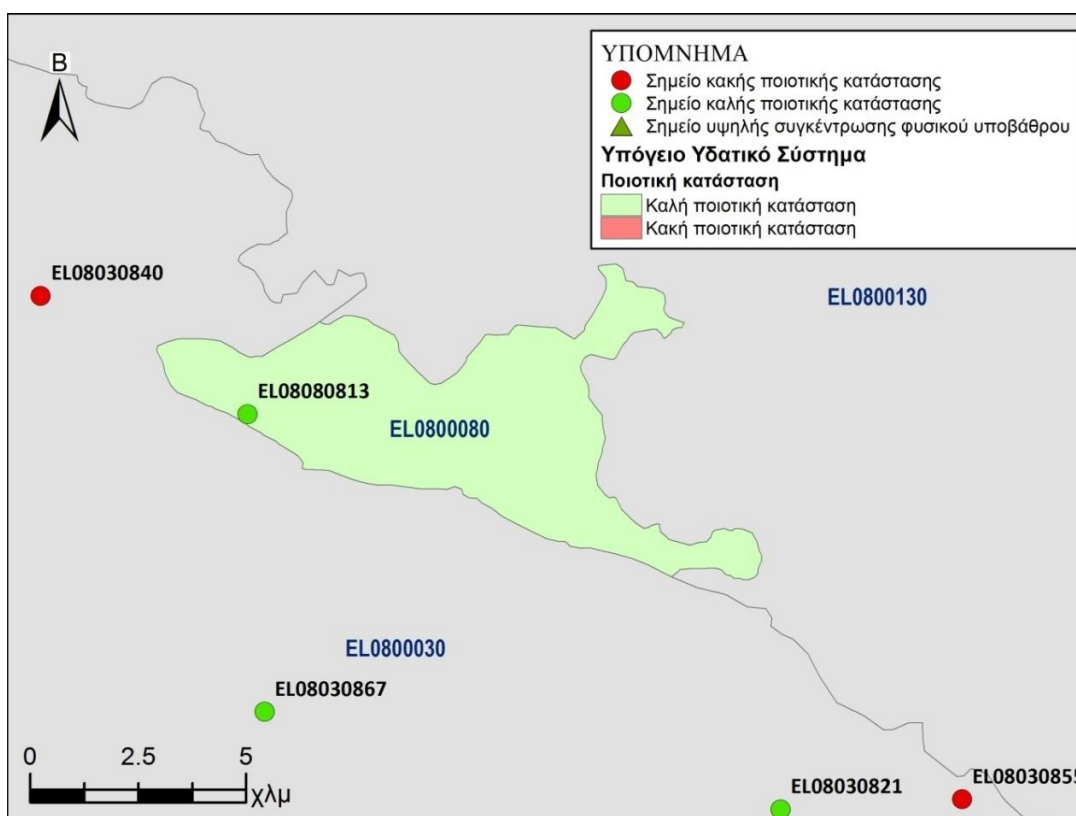 ΥΠΟΜΝΗΜΑ
Σημείο κακής ποιοτικής κατάστασης
Σημείο καλής ποιοτικής κατάστασης
Σημείο υψηλής συγκέντρωσης φυσικού υποβάθρου
Υπόγειο Υδατικό Σύστημα
Ποιοτική κατάσταση
Καλή ποιοτική κατάσταση
Κακή ποιοτική κατάσταση
Β
EL08030840
EL0800130
EL08080813
EL0800080
EL0800030
EL08030867
EL08030821
EL08030855
0 2.5 5
χλμ